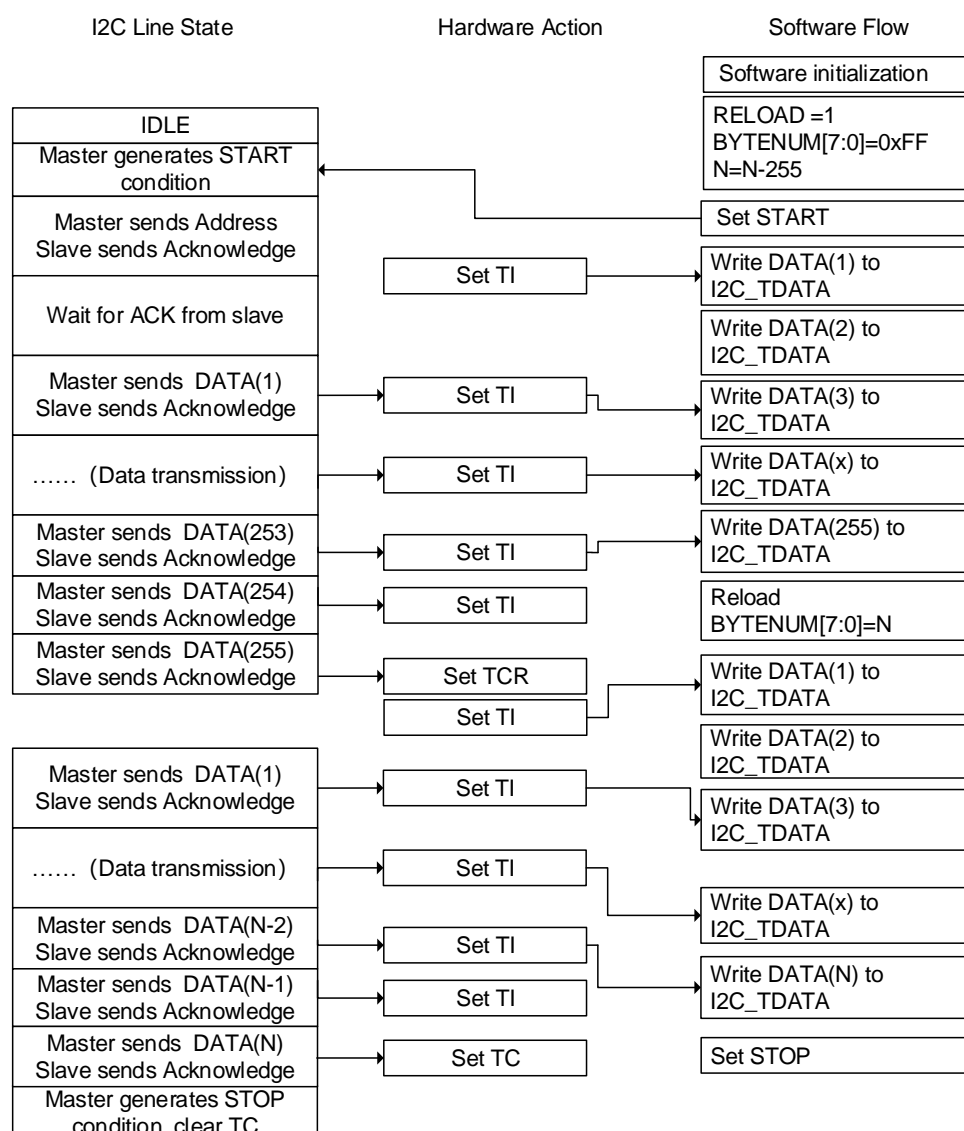 I2C Line State
Hardware Action
Software Flow
Software initialization
IDLE
RELOAD =1
BYTENUM[7:0]=0xFF
N=N-255
Master generates START
condition
Set START
Master sends Address
Slave sends Acknowledge
Set TI
Write DATA(1) to
I2C_TDATA
Wait for ACK from slave
Write DATA(2) to
I2C_TDATA
Master sends DATA(1)
Slave sends Acknowledge
Set TI
Write DATA(3) to
I2C_TDATA
…… (Data transmission)
Set TI
Write DATA(x) to
I2C_TDATA
Master sends DATA(253)
Slave sends Acknowledge
Set TI
Write DATA(255) to
I2C_TDATA
Master sends DATA(254)
Slave sends Acknowledge
Set TI
Reload
BYTENUM[7:0]=N
Master sends DATA(255)
Slave sends Acknowledge
Set TCR
Set TI
Write DATA(1) to
I2C_TDATA
Write DATA(2) to
I2C_TDATA
Master sends DATA(1)
Slave sends Acknowledge
Set TI
Write DATA(3) to
I2C_TDATA
…… (Data transmission)
Set TI
Write DATA(x) to
I2C_TDATA
Master sends DATA(N-2)
Slave sends Acknowledge
Set TI
Write DATA(N) to
I2C_TDATA
Master sends DATA(N-1)
Slave sends Acknowledge
Set TI
Master sends DATA(N)
Slave sends Acknowledge
Set TC
Set STOP
Master generates STOP
condition, clear TC